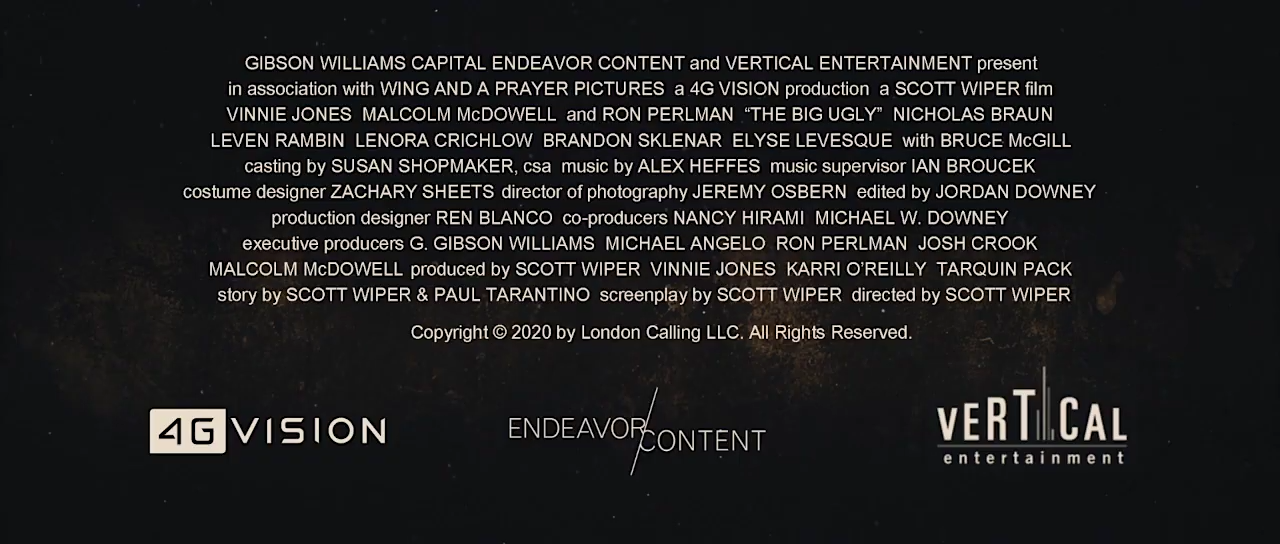 GIBSON WILLIAMS CAPITAL ENDEAVOR CONTENT and VERTICAL ENTERTAINMENT present
in association with WING AND A PRAYER PICTURES a 4G VISION production a SCOTT WIPER film
VINNIE JONES MALCOLM McDOWELL and RON PERLMAN “THE BIG UGLY” NICHOLAS BRAUN
LEVEN RAMBIN LENORA CRICHLOW BRANDON SKLENAR ELYSE LEVESQUE with BRUCE McGILL
casting by SUSAN SHOPMAKER, csa music by ALEX HEFFES music supervisor IAN BROUCEK
costume designer ZACHARY SHEETS director of photography JEREMY OSBERN edited by JORDAN DOWNEY
production designer REN BLANCO co-producers NANCY HIRAMI MICHAEL W. DOWNEY
executive producers G. GIBSON WILLIAMS MICHAEL ANGELO RON PERLMAN JOSH CROOK
MALCOLM McDOWELL produced by SCOTT WIPER VINNIE JONES KARRI O’REILLY TARQUIN PACK
story by SCOTT WIPER & PAUL TARANTINO screenplay by SCOTT WIPER directed by SCOTT WIPER
Copyright © 2020 by London Calling LLC. All Rights Reserved.
4G VISION
ENDEAVOR CONTENT
VERTICAL
entertainment